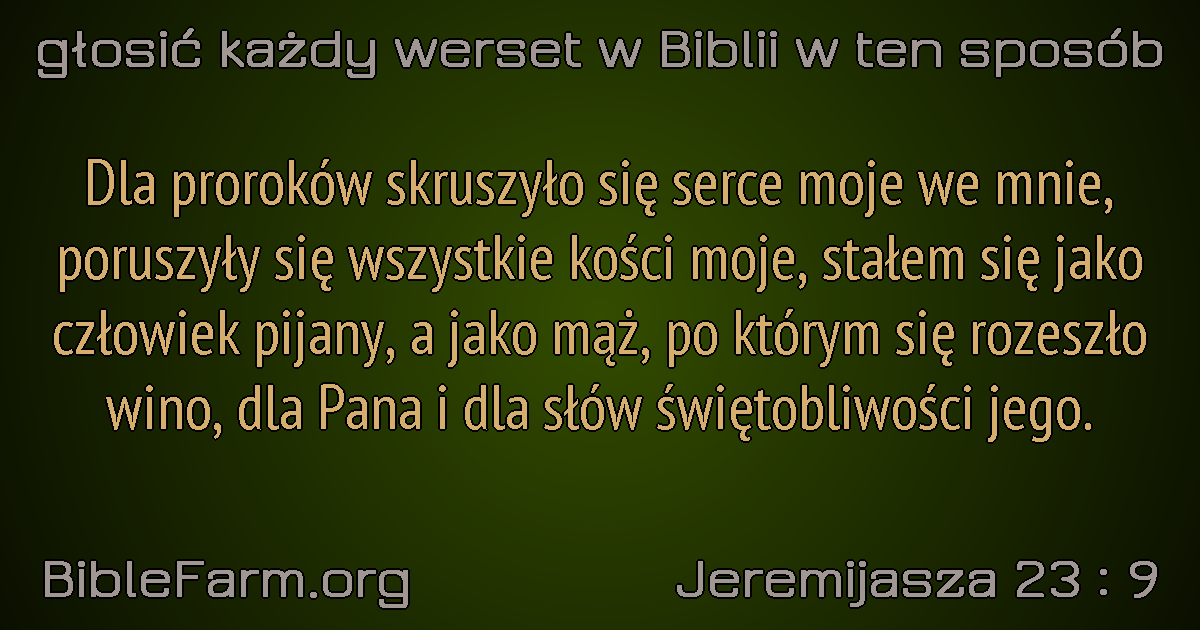 głosić każdy werset w Biblii w ten sposób
Dla proroków skruszyło się serce moje we mnie,
poruszyły się wszystkie kości moje, stałem się jako
człowiek pijany, a jako mąż, po którym się rozeszło
wino, dla Pana i dla słów świętobliwości jego.
BibleFarm.org
Jeremijasza 23 : 9